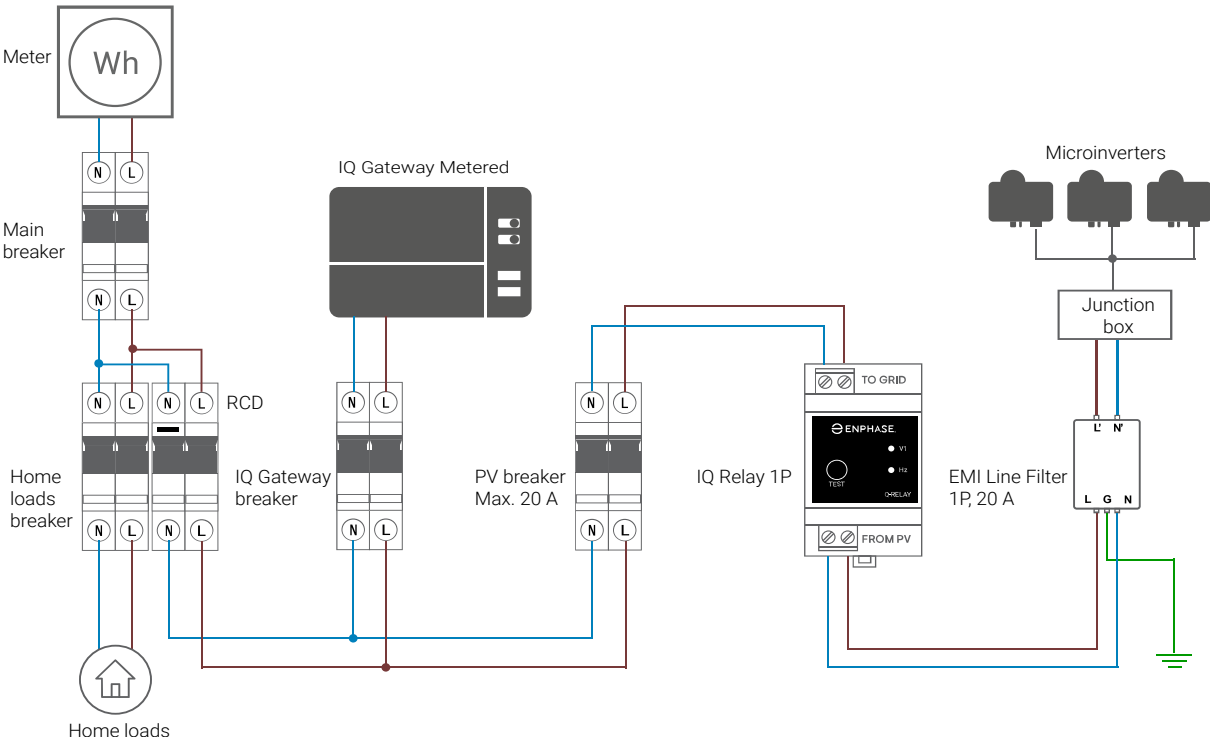 Meter
Wh
N L
Main
breaker
N L
N L N L
RCD
Home
loads
breaker
N L N L
Home loads
IQ Gateway Metered
N L
IQ Gateway
breaker
N L
N L
PV breaker
Max. 20 A
N L
TO GRID
ENPHASE
V1
Hz
TEST
Q-RELAY
IQ Relay 1P
FROM PV
Microinverters
Junction
box
L' N'
EMI Line Filter
1P, 20 A
L G N